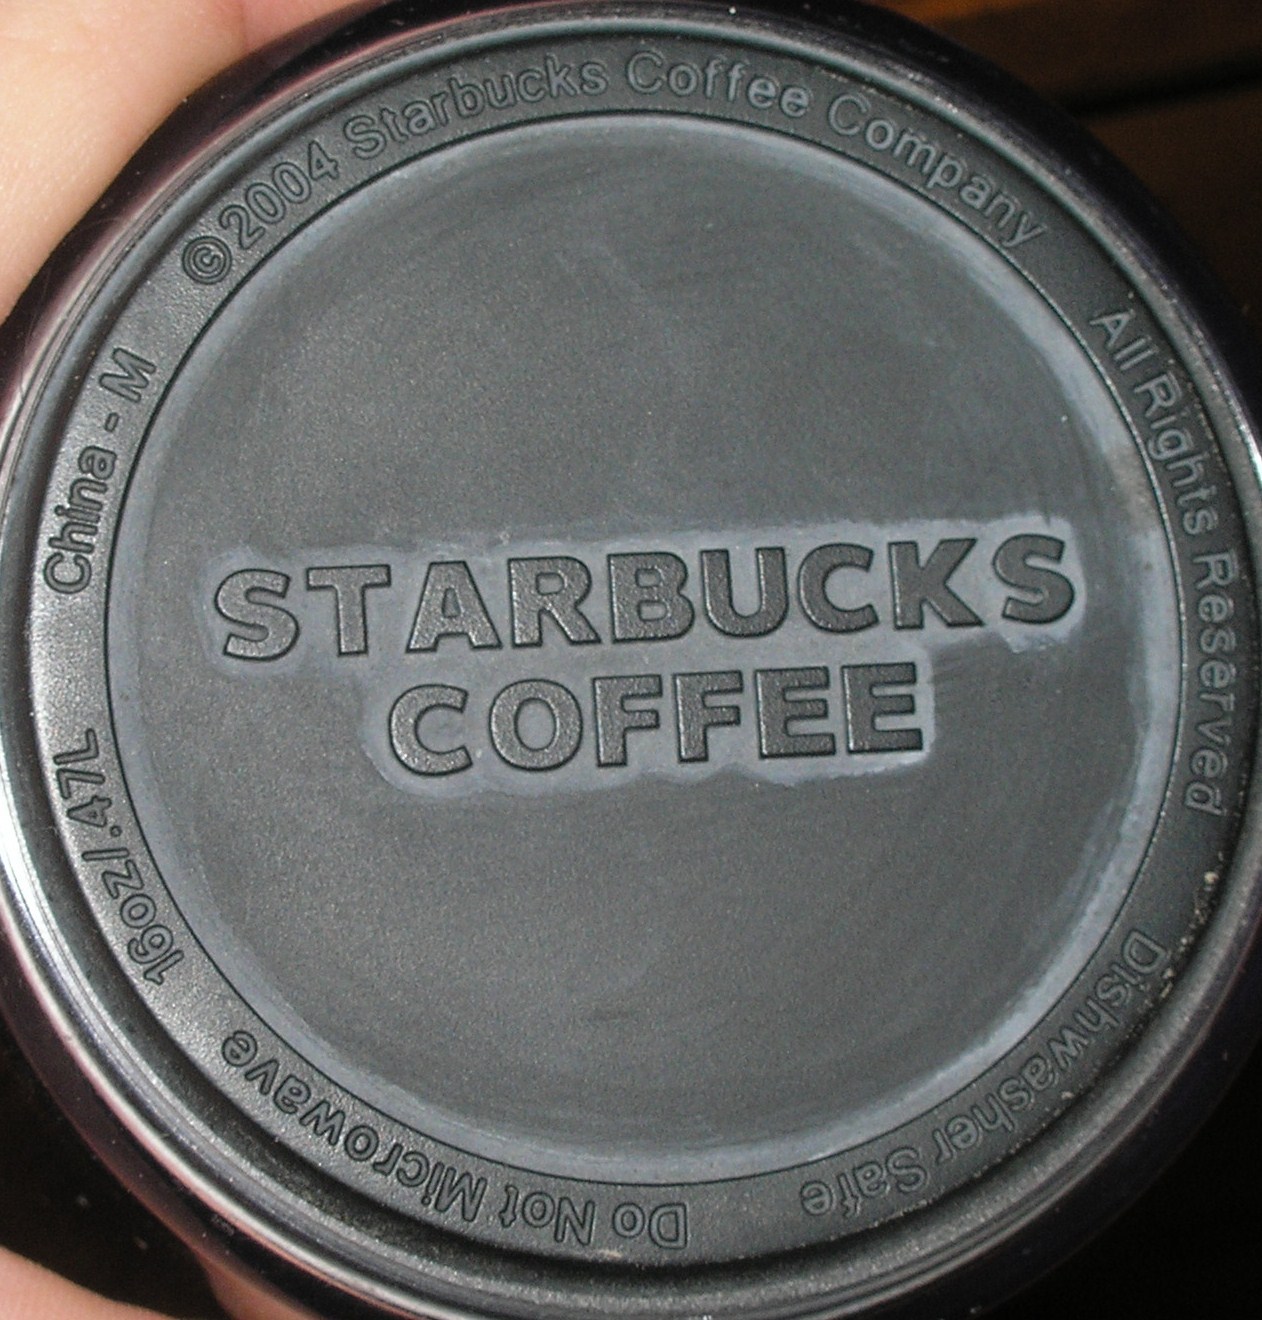 © 2004 Starbucks Coffee Company All Rights Reserved Dishwasher Safe Do Not Microwave 16oz/.47L China - M
STARBUCKS
COFFEE